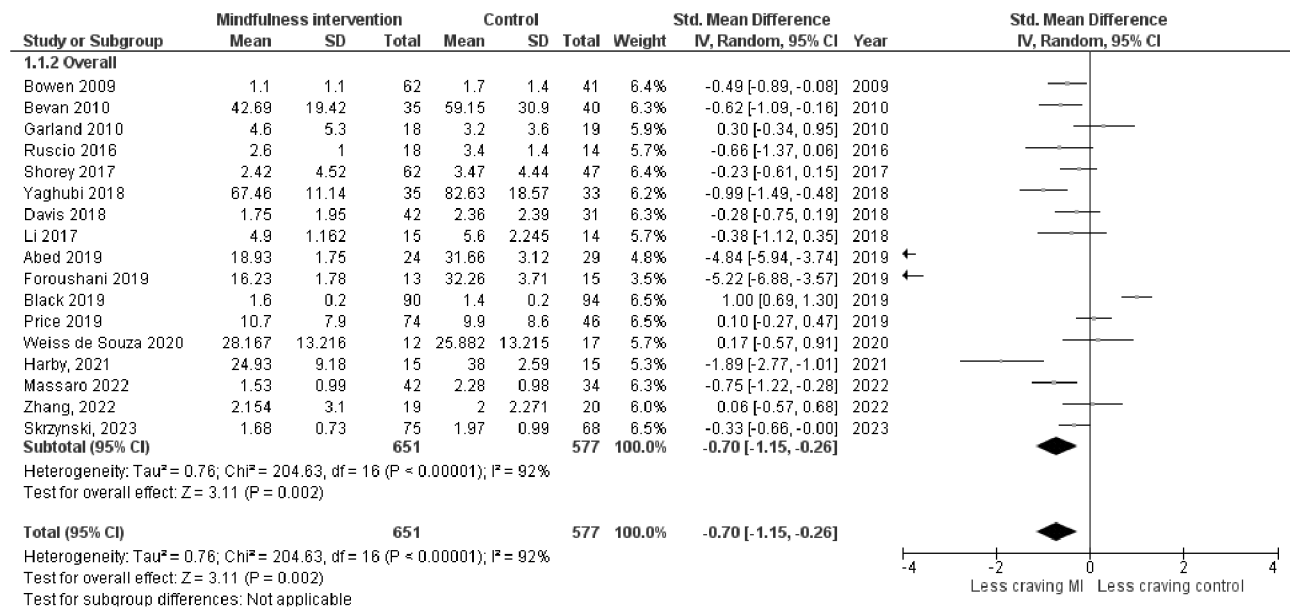 Mindfulness intervention Control Std. Mean Difference Std. Mean Difference
Study or Subgroup Mean SD Total Mean SD Total Weight IV, Random, 95% CI Year IV, Random, 95% CI
1.1.2 Overall
Bowen 2009 1.1 1.1 62 1.7 1.4 41 6.4% -0.49 [-0.89, -0.08] 2009
Bevan 2010 42.69 19.42 35 59.15 30.9 40 6.3% -0.62 [-1.09, -0.16] 2010
Garland 2010 4.6 5.3 18 3.2 3.6 19 5.9% 0.30 [-0.34, 0.95] 2010
Ruscio 2016 2.6 1 18 3.4 1.4 14 5.7% -0.66 [-1.37, 0.06] 2016
Shorey 2017 2.42 4.52 62 3.47 4.44 47 6.4% -0.23 [-0.61, 0.15] 2017
Yaghubi 2018 67.46 11.14 35 82.63 18.57 33 6.2% -0.99 [-1.49, -0.48] 2018
Davis 2018 1.75 1.95 42 2.36 2.39 31 6.3% -0.28 [-0.75, 0.19] 2018
Li 2017 4.9 1.162 15 5.6 2.245 14 5.7% -0.38 [-1.12, 0.35] 2018
Abed 2019 18.93 1.75 24 31.66 3.12 29 4.8% -4.84 [-5.94, -3.74] 2019
Foroushani 2019 16.23 1.78 13 32.26 3.71 15 3.5% -5.22 [-6.88, -3.57] 2019
Black 2019 1.6 0.2 90 1.4 0.2 94 6.5% 1.00 [0.69, 1.30] 2019
Price 2019 10.7 7.9 74 9.9 8.6 46 6.5% 0.10 [-0.27, 0.47] 2019
Weiss de Souza 2020 28.167 13.216 12 25.882 13.215 17 5.7% 0.17 [-0.57, 0.91] 2020
Harby, 2021 24.93 9.18 15 38 2.59 15 5.3% -1.89 [-2.77, -1.01] 2021
Massaro 2022 1.53 0.99 42 2.28 0.98 34 6.3% -0.75 [-1.22, -0.28] 2022
Zhang, 2022 2.154 3.1 19 2 2.271 20 6.0% 0.06 [-0.57, 0.68] 2022
Skrzynski, 2023 1.68 0.73 75 1.97 0.99 68 6.5% -0.33 [-0.66, -0.00] 2023
Subtotal (95% CI) 651 577 100.0% -0.70 [-1.15, -0.26]
Heterogeneity: Tau² = 0.76; Chi² = 204.63, df = 16 (P < 0.00001); I² = 92%
Test for overall effect: Z = 3.11 (P = 0.002)
Total (95% CI) 651 577 100.0% -0.70 [-1.15, -0.26]
Heterogeneity: Tau² = 0.76; Chi² = 204.63, df = 16 (P < 0.00001); I² = 92%
Test for overall effect: Z = 3.11 (P = 0.002)
Test for subgroup differences: Not applicable
-4 -2 0 2 4
Less craving MI Less craving control